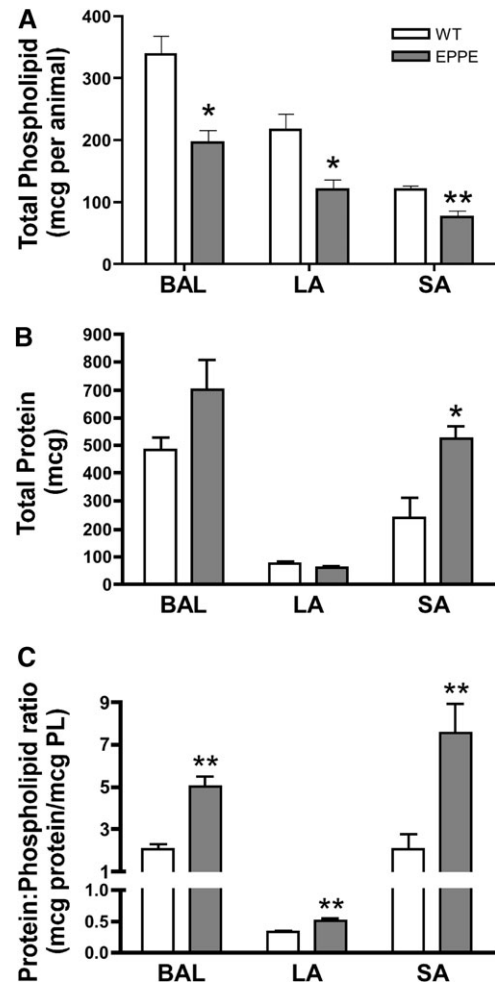 A
Total Phospholipid
(mcg per animal)
400
300
200
100
0
WT
EPPE
*
*
**
BAL LA SA
B
Total Protein
(mcg)
900
800
700
600
500
400
300
200
100
0
*
BAL LA SA
C
Protein:Phospholipid ratio
(mcg protein/mcg PL)
9
7
5
3
1
1.0
0.5
0.0
**
**
**
BAL LA SA